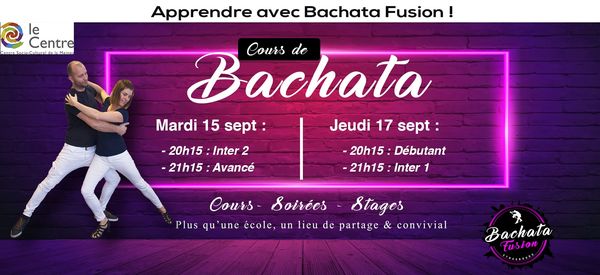 Apprendre avec Bachata Fusion !
le
Centre
Cours de
Bachata
Mardi 15 sept :
- 20h15 : Inter 2
- 21h15 : Avancé
Jeudi 17 sept :
- 20h15 : Débutant
- 21h15 : Inter 1
Cours - Soirées - Stages
Plus qu'une école, un lieu de partage & convivial
Bachata
Fusion